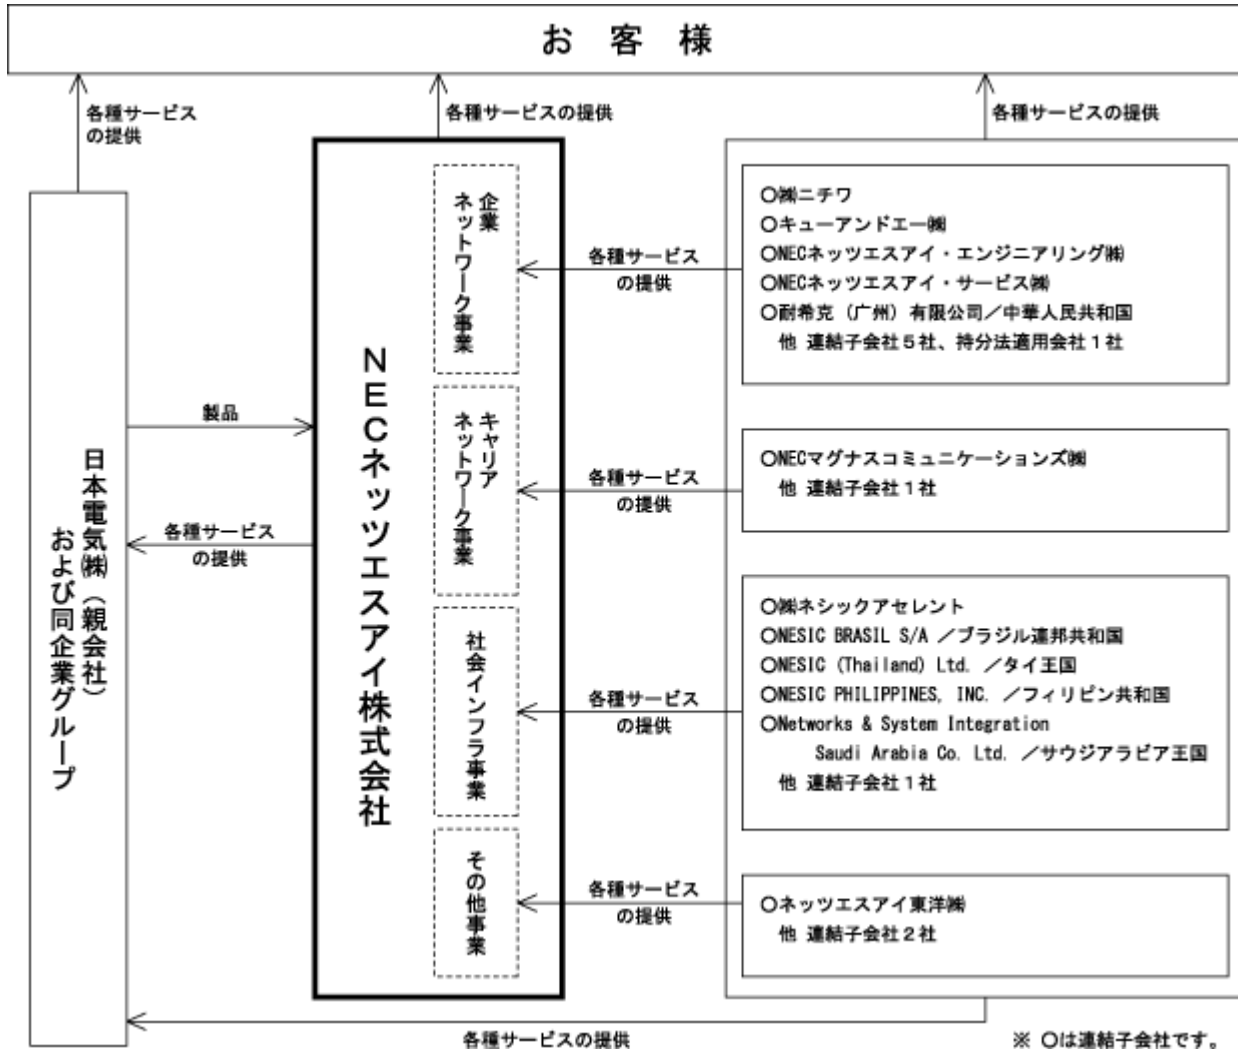 お 客 様
各種サービス
の提供
各種サービスの提供
各種サービスの提供
日本電気㈱（親会社）
および同企業グループ
製品
各種サービス
の提供
NECネッツエスアイ株式会社
企業
ネットワーク事業
キャリア
ネットワーク事業
社会インフラ事業
その他事業
各種サービス
の提供
○㈱ニチワ
○キューアンドエー㈱
○NECネッツエスアイ・エンジニアリング㈱
○NECネッツエスアイ・サービス㈱
○耐希克（广州）有限公司／中華人民共和国
他 連結子会社５社、持分法適用会社１社
各種サービス
の提供
○NECマグナスコミュニケーションズ㈱
他 連結子会社１社
各種サービス
の提供
○㈱ネシックアセレント
○NESIC BRASIL S/A ／ブラジル連邦共和国
○NESIC (Thailand) Ltd. ／タイ王国
○NESIC PHILIPPINES, INC. ／フィリピン共和国
○Networks & System Integration
Saudi Arabia Co. Ltd. ／サウジアラビア王国
他 連結子会社１社
各種サービス
の提供
○ネッツエスアイ東洋㈱
他 連結子会社２社
各種サービスの提供
※ ○は連結子会社です。